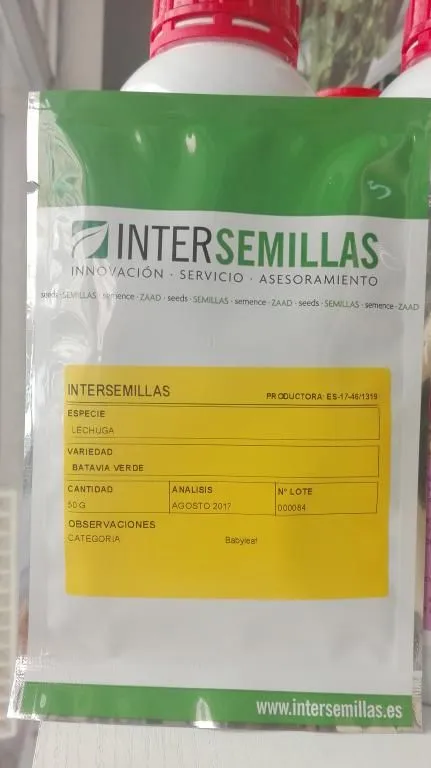 INTERSEMILLAS
INNOVACIÓN · SERVICIO · ASESORAMIENTO
seeds · SEMILLAS · semence · ZAAD · seeds · SEMILLAS · semence · ZAAD · seeds · SEMILLAS · semence · ZAAD
INTERSEMILLAS PRODUCTORA: ES-17-46/1319
ESPECIE
LECHUGA
VARIEDAD
BATAVIA VERDE
CANTIDAD ANALISIS Nº LOTE
50 G AGOSTO 2017 000084
OBSERVACIONES
CATEGORIA Babyleaf
www.intersemillas.es